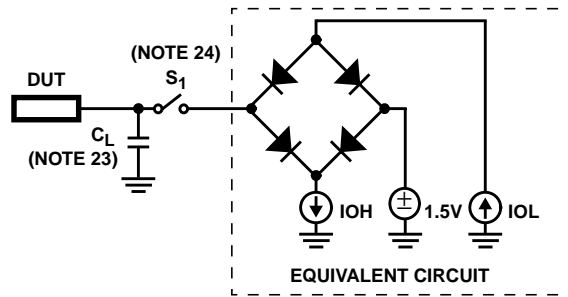 (NOTE 24)
S1
DUT
CL
(NOTE 23)
IOH
±
1.5V
IOL
EQUIVALENT CIRCUIT